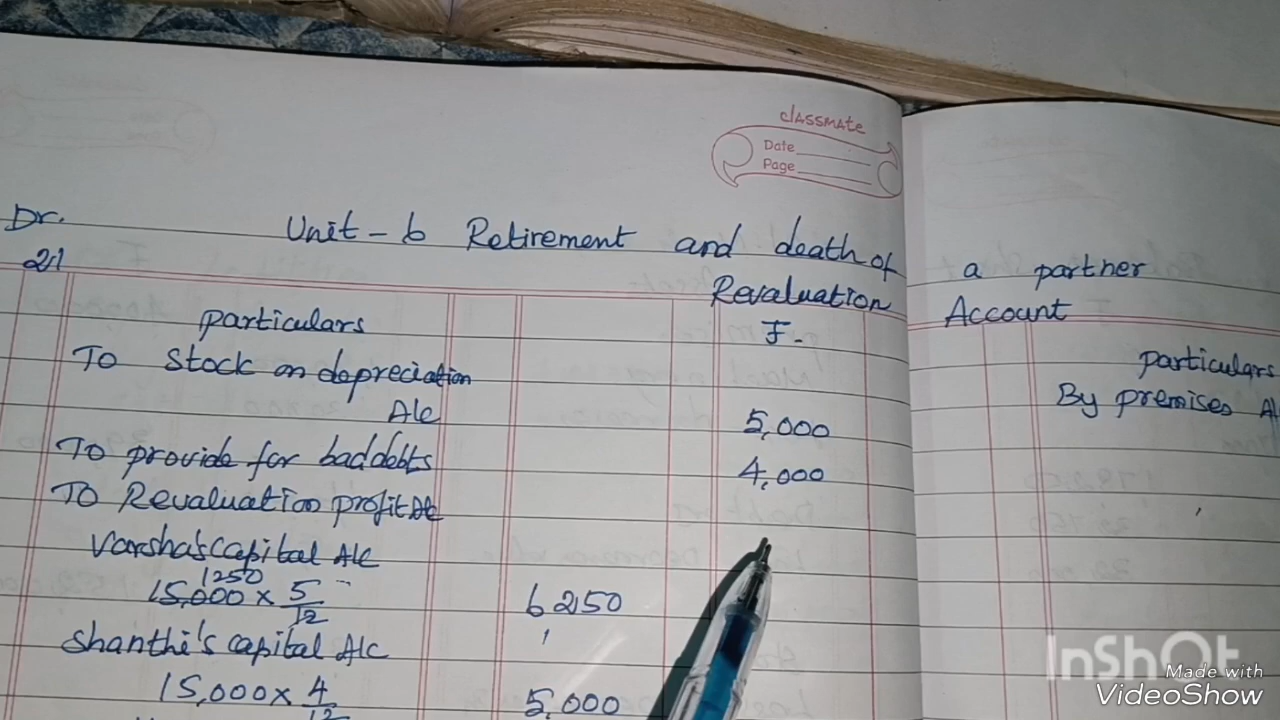 classmate
Date
Page
Dr. Unit - 6 Retirement and death of a partner
21 Revaluation Account
particulars ₹.
To stock on depreciation
A/c 5,000
To provide for bad debts 4,000
To Revaluation profit A/c
Varsha's capital A/c
1250
15,000 × 5/12 6250
Shanthi's capital A/c
15,000 × 4/12 5,000
particulars
By premises A/
InShOt
Made with
VideoShow